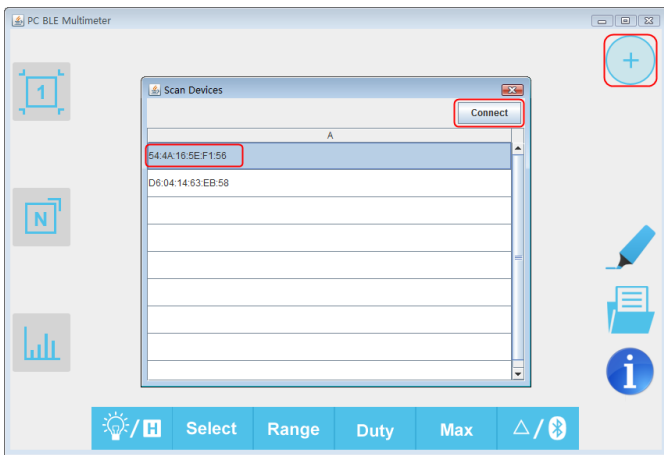 PC BLE Multimeter
1
Scan Devices
Connect
A
54:4A:16:5E:F1:56
D6:04:14:63:EB:58
N
i
/H Select Range Duty Max △/